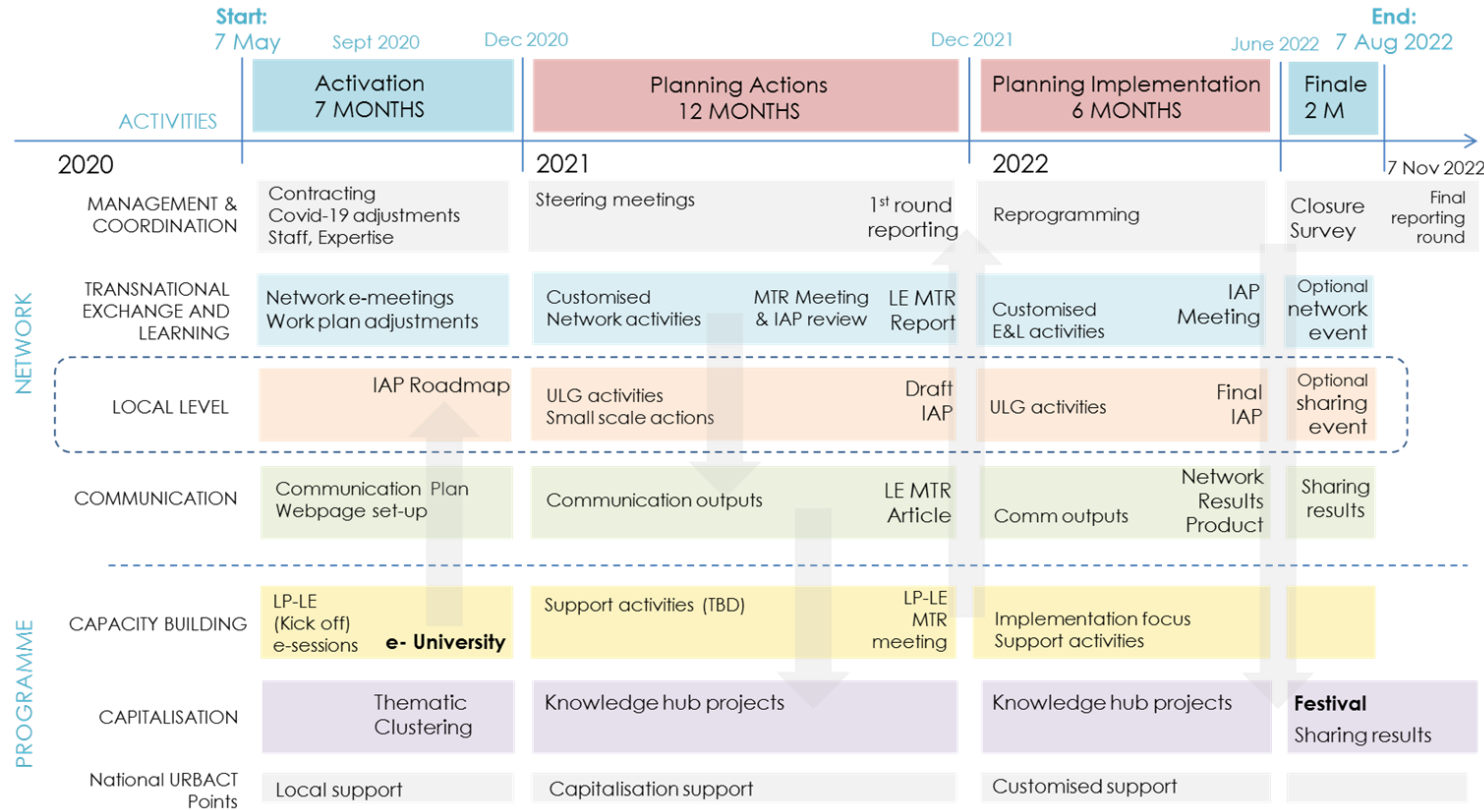 Start:
7 May
Sept 2020
Dec 2020
Dec 2021
June 2022
End:
7 Aug 2022
ACTIVITIES
Activation
7 MONTHS
Planning Actions
12 MONTHS
Planning Implementation
6 MONTHS
Finale
2 M
2020
2021
2022
7 Nov 2022
NETWORK
MANAGEMENT &
COORDINATION
Contracting
Covid-19 adjustments
Staff, Expertise
Steering meetings
1st round
reporting
Reprogramming
Closure
Survey
Final
reporting
round
TRANSNATIONAL
EXCHANGE AND
LEARNING
Network e-meetings
Work plan adjustments
Customised
Network activities
MTR Meeting
& IAP review
LE MTR
Report
Customised
E&L activities
IAP
Meeting
Optional
network
event
LOCAL LEVEL
IAP Roadmap
ULG activities
Small scale actions
Draft
IAP
ULG activities
Final
IAP
Optional
sharing
event
COMMUNICATION
Communication Plan
Webpage set-up
Communication outputs
LE MTR
Article
Comm outputs
Network
Results
Product
Sharing
results
PROGRAMME
CAPACITY BUILDING
LP-LE
(Kick off)
e-sessions
e- University
Support activities (TBD)
LP-LE
MTR
meeting
Implementation focus
Support activities
CAPITALISATION
Thematic
Clustering
Knowledge hub projects
Knowledge hub projects
Festival
Sharing results
National URBACT
Points
Local support
Capitalisation support
Customised support